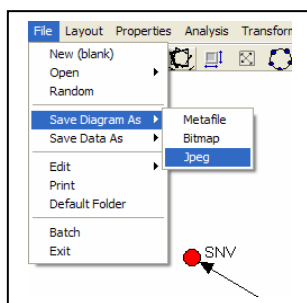 File Layout Properties Analysis Transform
New (blank)
Open
Random
Save Diagram As
Save Data As
Metafile
Bitmap
Jpeg
Edit
Print
Default Folder
Batch
Exit
SNV